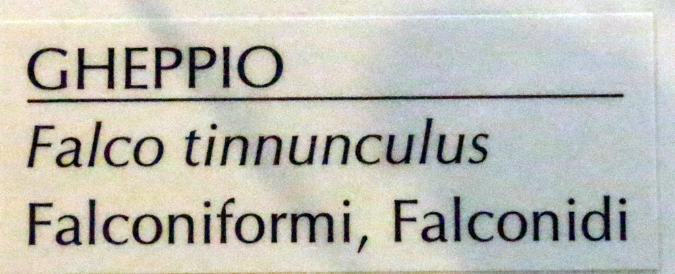 GHEPPIO
Falco tinnunculus
Falconiformi, Falconidi